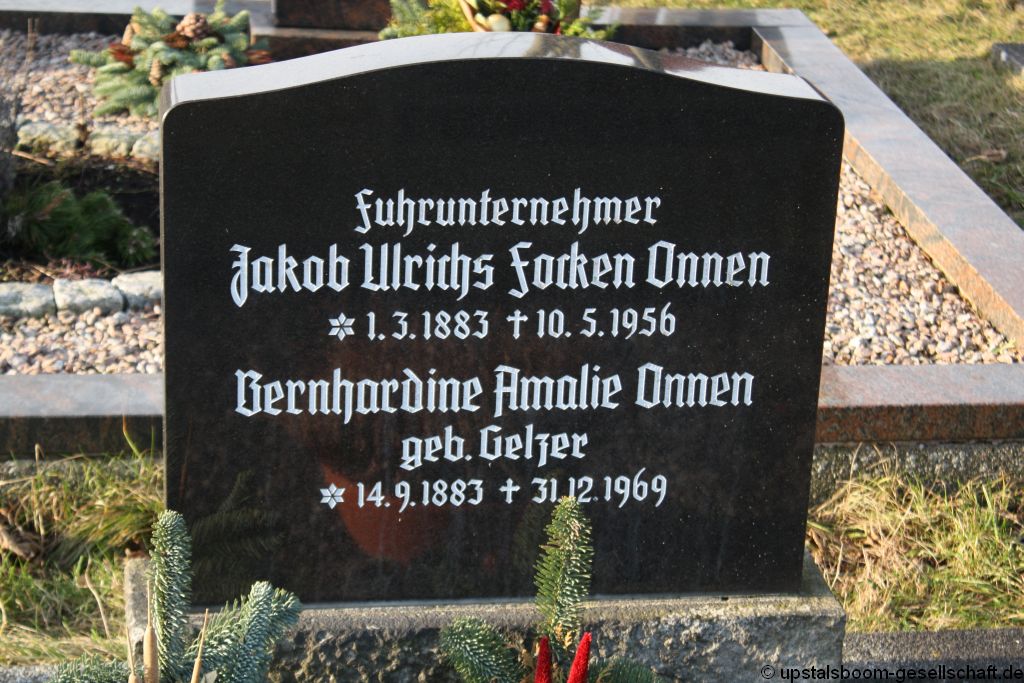 Fuhrunternehmer
Jakob Ulrichs Focken Onnen
* 1.3.1883 † 10.5.1956
Bernhardine Amalie Onnen
geb. Gelzer
* 14.9.1883 † 31.12.1969
© upstalsboom-gesellschaft.de